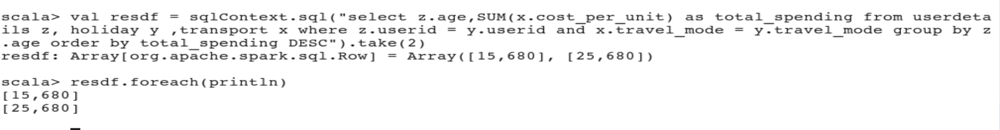 scala> val resdf = sqlContext.sql("select z.age,SUM(x.cost_per_unit) as total_spending from userdeta
ils z, holiday y ,transport x where z.userid = y.userid and x.travel_mode = y.travel_mode group by z
.age order by total_spending DESC").take(2)
resdf: Array[org.apache.spark.sql.Row] = Array([15,680], [25,680])
scala> resdf.foreach(println)
[15,680]
[25,680]